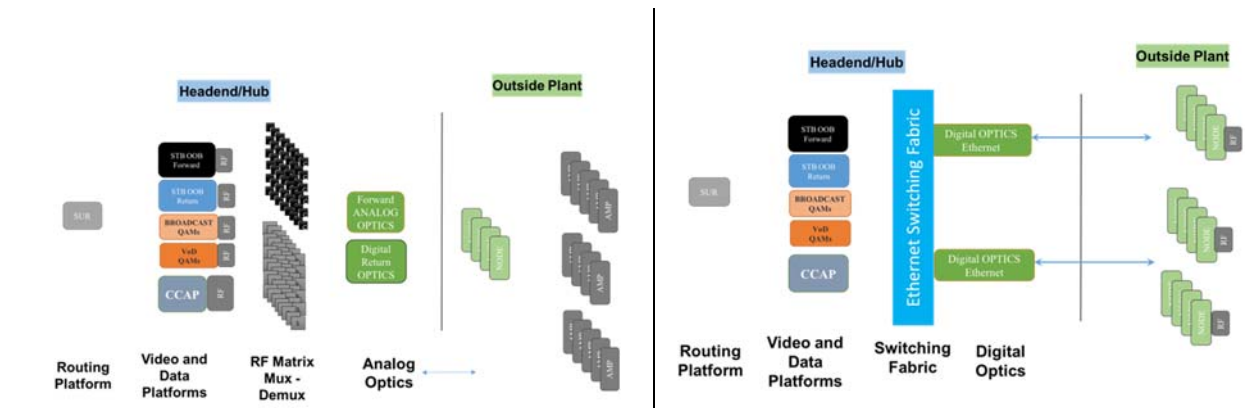 Headend/Hub
Outside Plant
STB OOB
Forward
RF
STB OOB
Return
RF
SUR
BROADCAST
QAMs
RF
VoD
QAMs
RF
CCAP
RF
Forward
ANALOG
OPTICS
Digital
Return
OPTICS
NODE
AMP
AMP
AMP
Routing
Platform
Video and
Data
Platforms
RF Matrix
Mux -
Demux
Analog
Optics
Headend/Hub
Outside Plant
STB OOB
Forward
STB OOB
Return
SUR
BROADCAST
QAMs
VoD
QAMs
CCAP
Ethernet Switching Fabric
Digital OPTICS
Ethernet
Digital OPTICS
Ethernet
NODE
RF
NODE
RF
NODE
RF
Routing
Platform
Video and
Data
Platforms
Switching
Fabric
Digital
Optics